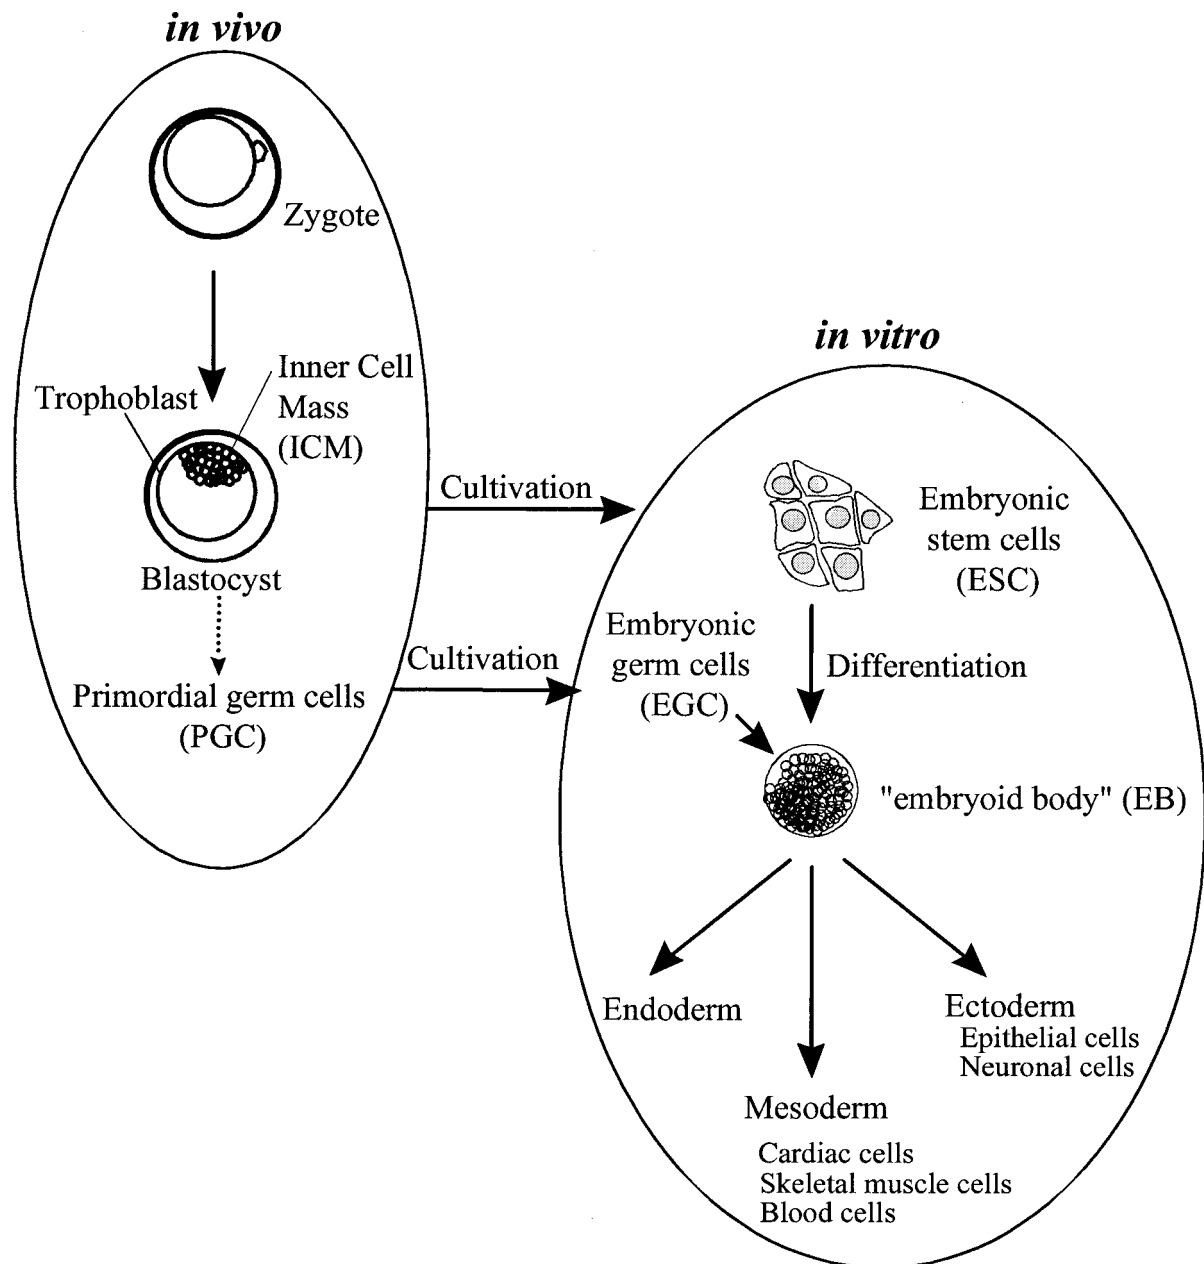 in vivo
Zygote
Trophoblast
Inner Cell
Mass
(ICM)
Blastocyst
Primordial germ cells
(PGC)
Cultivation
Cultivation
in vitro
Embryonic
stem cells
(ESC)
Embryonic
germ cells
(EGC)
Differentiation
"embryoid body" (EB)
Endoderm
Mesoderm
Cardiac cells
Skeletal muscle cells
Blood cells
Ectoderm
Epithelial cells
Neuronal cells